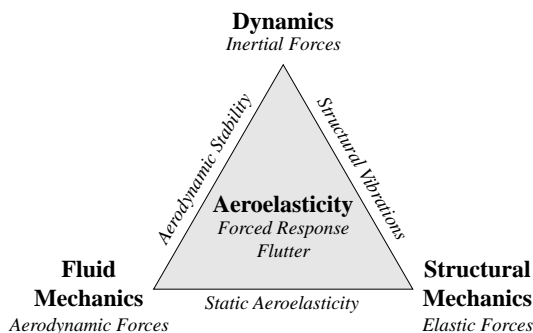 Dynamics
Inertial Forces
Aerodynamic Stability
Structural Vibrations
Aeroelasticity
Forced Response
Flutter
Fluid
Mechanics
Aerodynamic Forces
Static Aeroelasticity
Structural
Mechanics
Elastic Forces